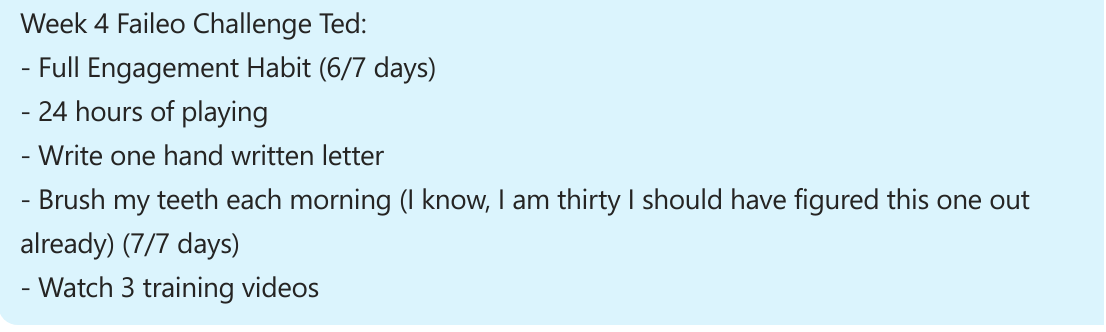 Week 4 Faileo Challenge Ted:
- Full Engagement Habit (6/7 days)
- 24 hours of playing
- Write one hand written letter
- Brush my teeth each morning (I know, I am thirty I should have figured this one out
already) (7/7 days)
- Watch 3 training videos